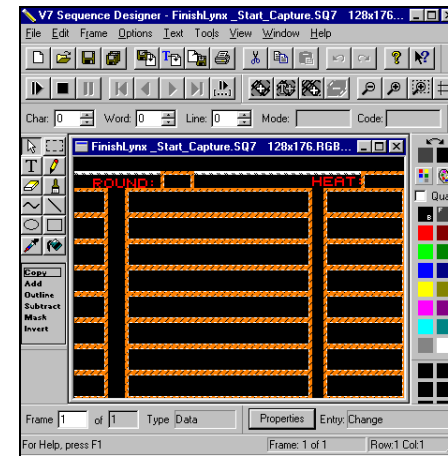 V7 Sequence Designer - FinishLynx _Start_Capture.SQ7 128x176...
File Edit Frame Options Text Tools View Window Help
Char: 0 Word: 0 Line: 0 Mode: Code:
FinishLynx _Start_Capture.SQ7 128x176.RGB...
ROUND: HEAT:
T
Qua
B
Copy
Add
Outline
Subtract
Mask
Invert
Frame 1 of 1 Type Data Properties Entry: Change
For Help, press F1 Frame: 1 of 1 Row:1 Col:1